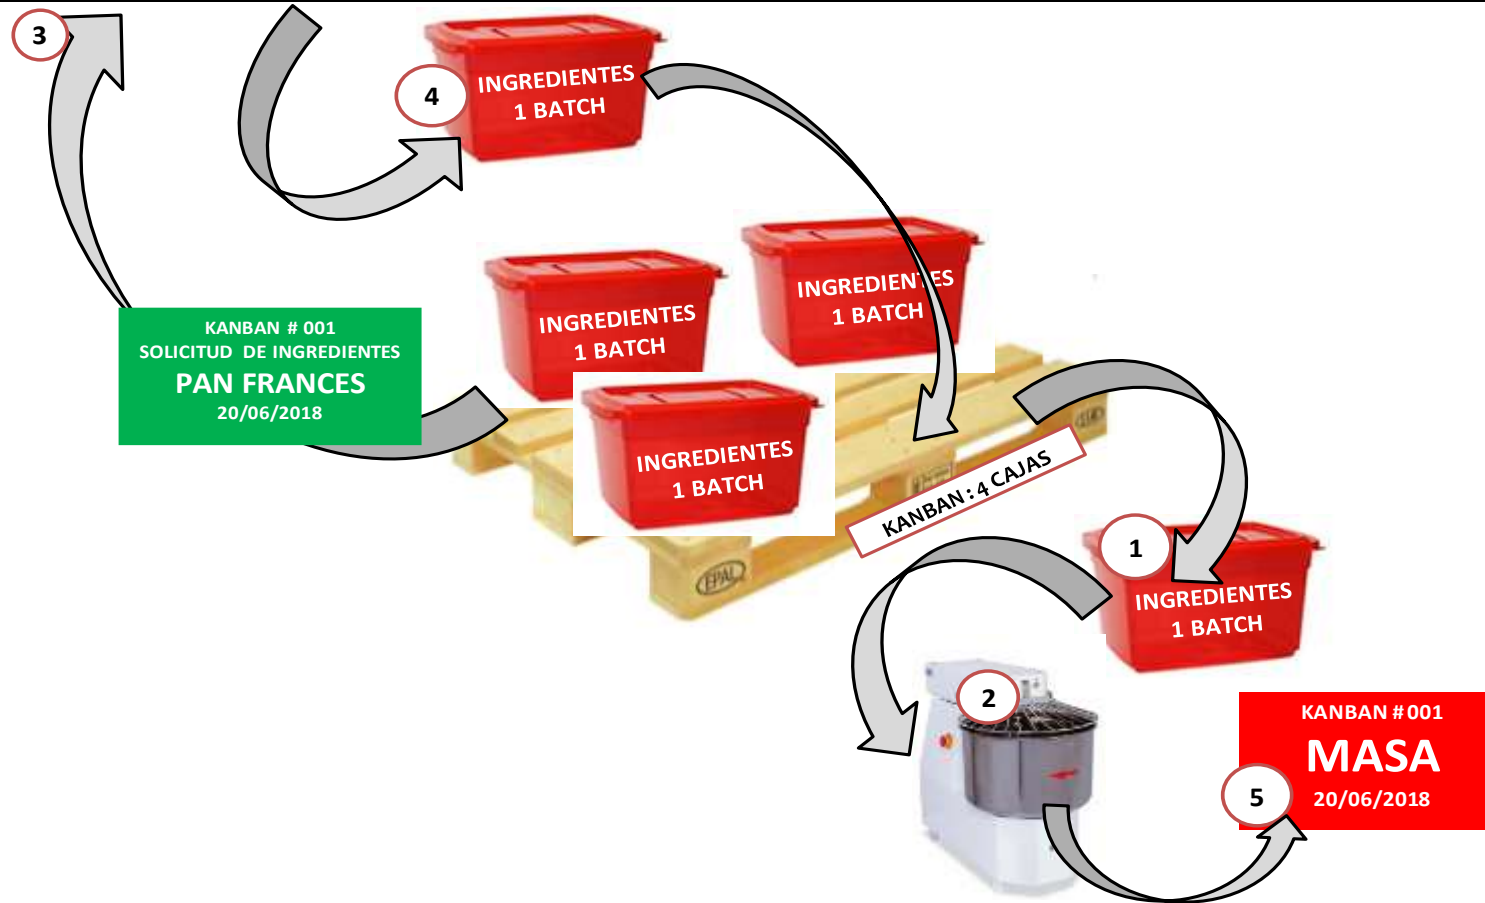 3
4
INGREDIENTES
1 BATCH
INGREDIENTES
1 BATCH
INGREDIENTES
1 BATCH
KANBAN # 001
SOLICITUD DE INGREDIENTES
PAN FRANCES
20/06/2018
INGREDIENTES
1 BATCH
KANBAN: 4 CAJAS
EPAL
1
INGREDIENTES
1 BATCH
2
KANBAN #001
MASA
20/06/2018
5